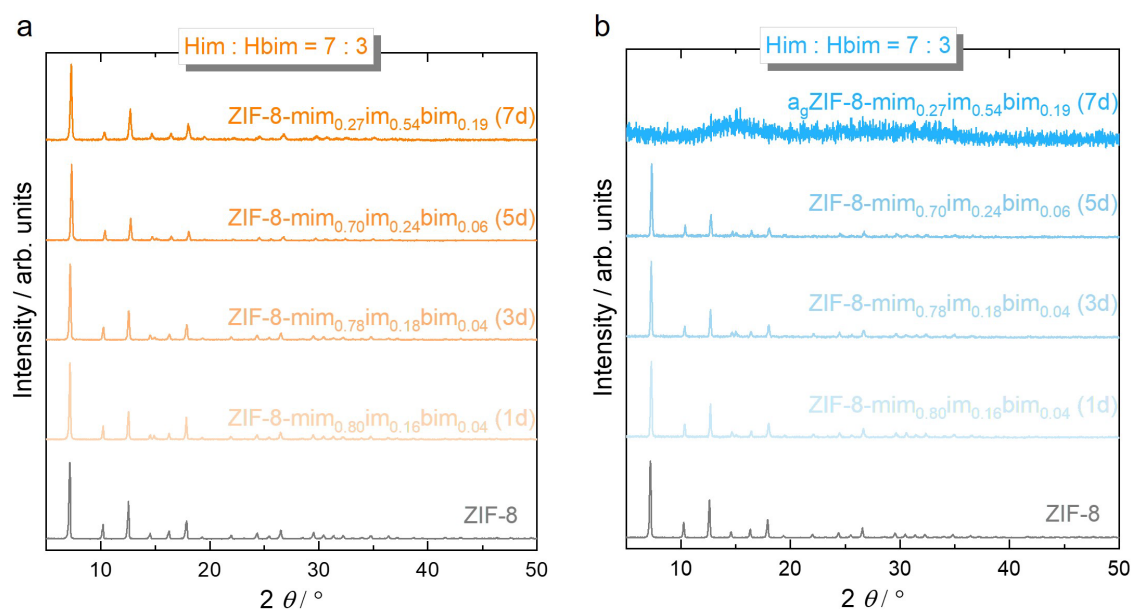 a
Him : Hbim = 7 : 3
ZIF-8-mim0.27im0.54bim0.19 (7d)
ZIF-8-mim0.70im0.24bim0.06 (5d)
ZIF-8-mim0.78im0.18bim0.04 (3d)
ZIF-8-mim0.80im0.16bim0.04 (1d)
ZIF-8
Intensity / arb. units
10 20 30 40 50
2 θ / °
b
Him : Hbim = 7 : 3
agZIF-8-mim0.27im0.54bim0.19 (7d)
ZIF-8-mim0.70im0.24bim0.06 (5d)
ZIF-8-mim0.78im0.18bim0.04 (3d)
ZIF-8-mim0.80im0.16bim0.04 (1d)
ZIF-8
Intensity / arb. units
10 20 30 40 50
2 θ / °